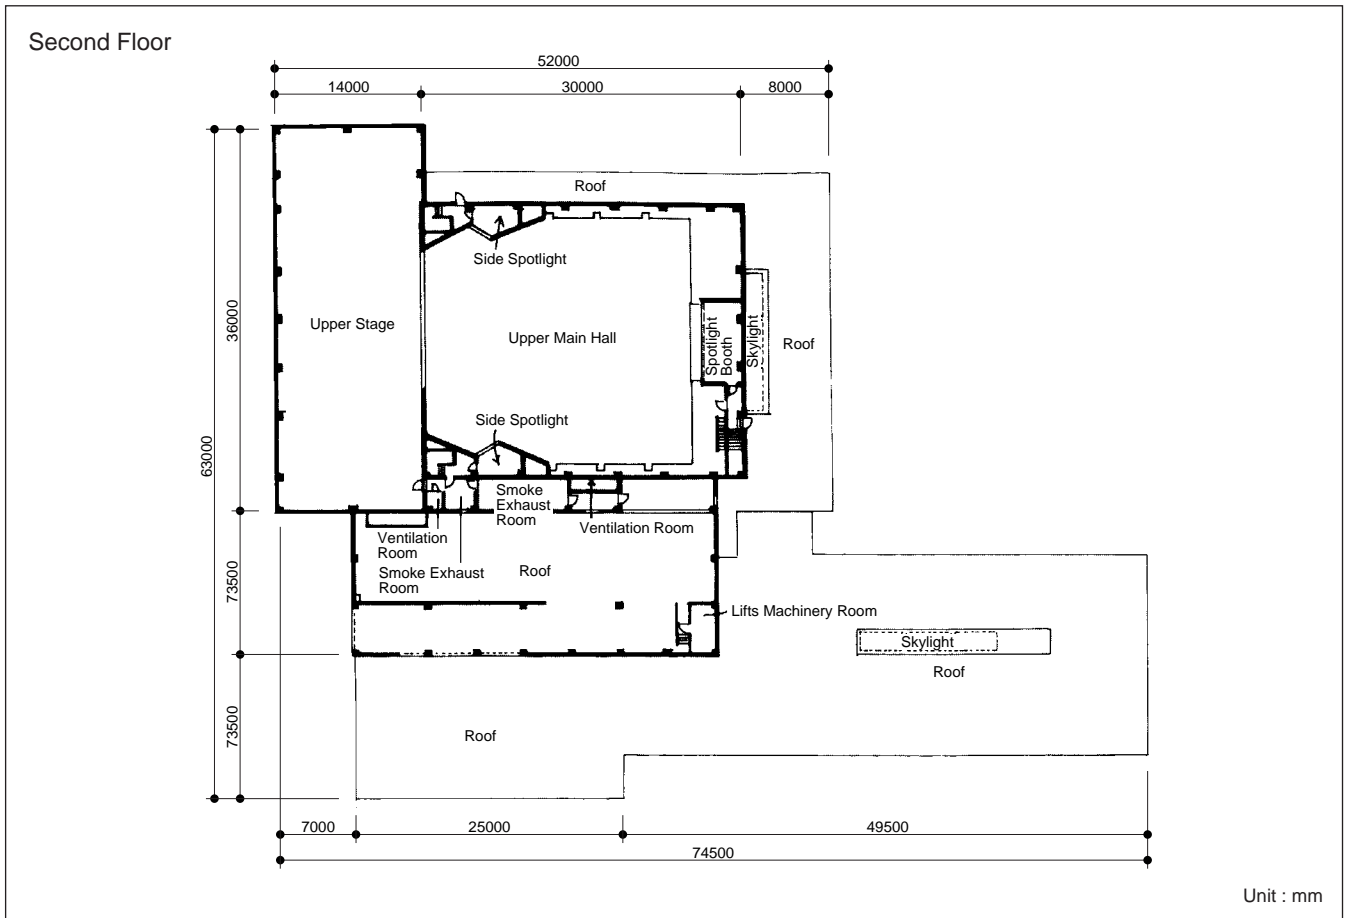 Second Floor
52000
14000
30000
8000
Roof
Side Spotlight
36000
Upper Stage
Upper Main Hall
Spotlight
Booth
Skylight
Roof
Side Spotlight
63000
Smoke
Exhaust
Room
Ventilation Room
Ventilation
Room
Smoke Exhaust
Room
Roof
73500
Lifts Machinery Room
Skylight
Roof
73500
Roof
7000
25000
49500
74500
Unit : mm